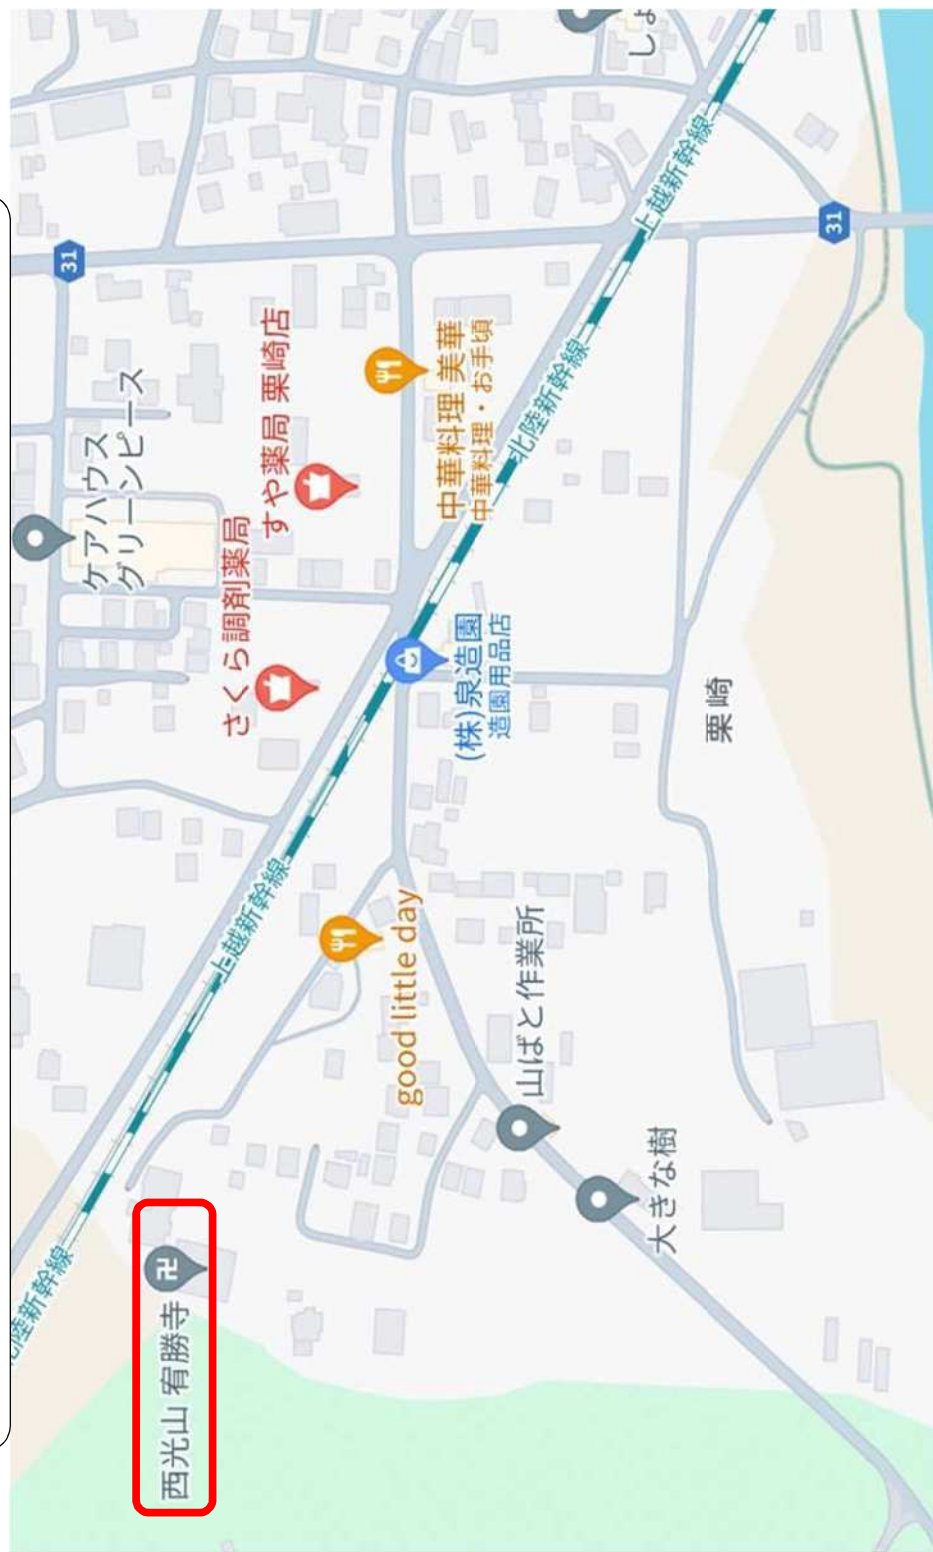 北陸新幹線
31
ケアハウス
グリーンピース
西光山 宥勝寺
さくら調剤薬局
上越新幹線
すや薬局 栗崎店
good little day
中華料理 美華
中華料理・お手頃
(株)泉造園
造園用品店
山ばと作業所
北陸新幹線
大きな樹
上越新幹線
栗崎
31